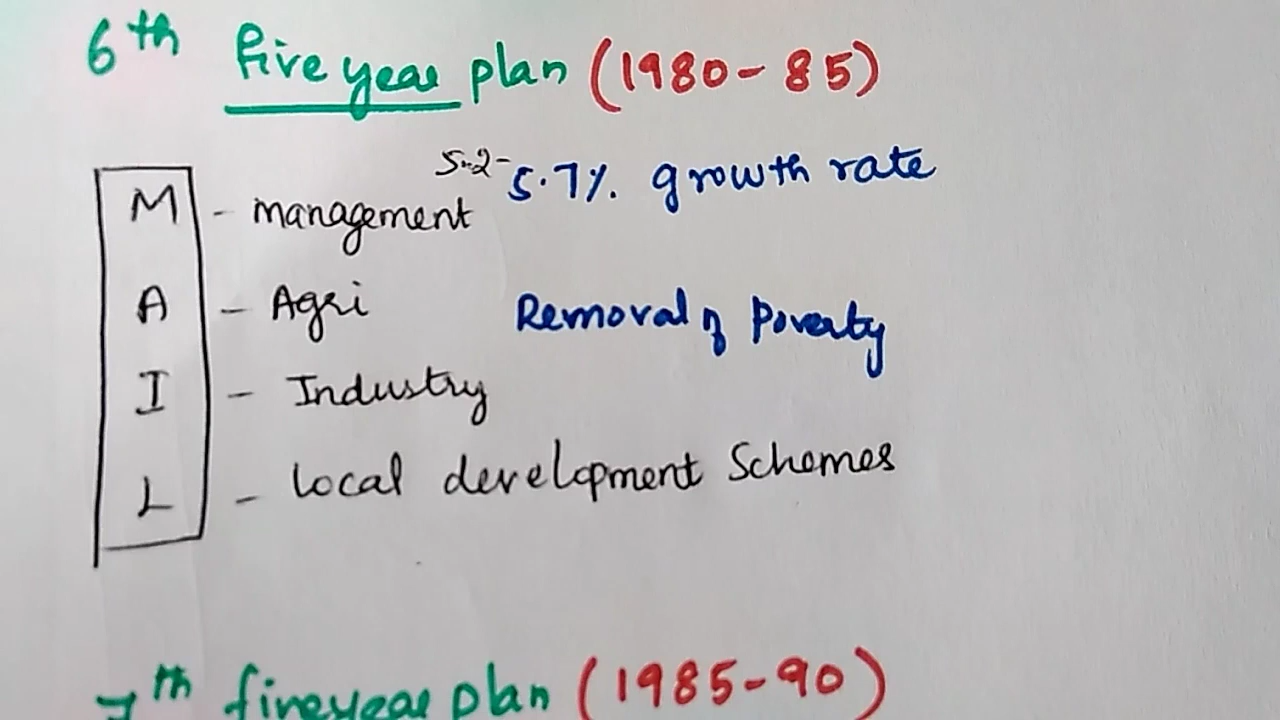 6th five year plan (1980-85)
5.2-5.7%. growth rate
M - management
A - Agri
Removal of Poverty
I - Industry
L - Local development Schemes
7th five year plan (1985-90)